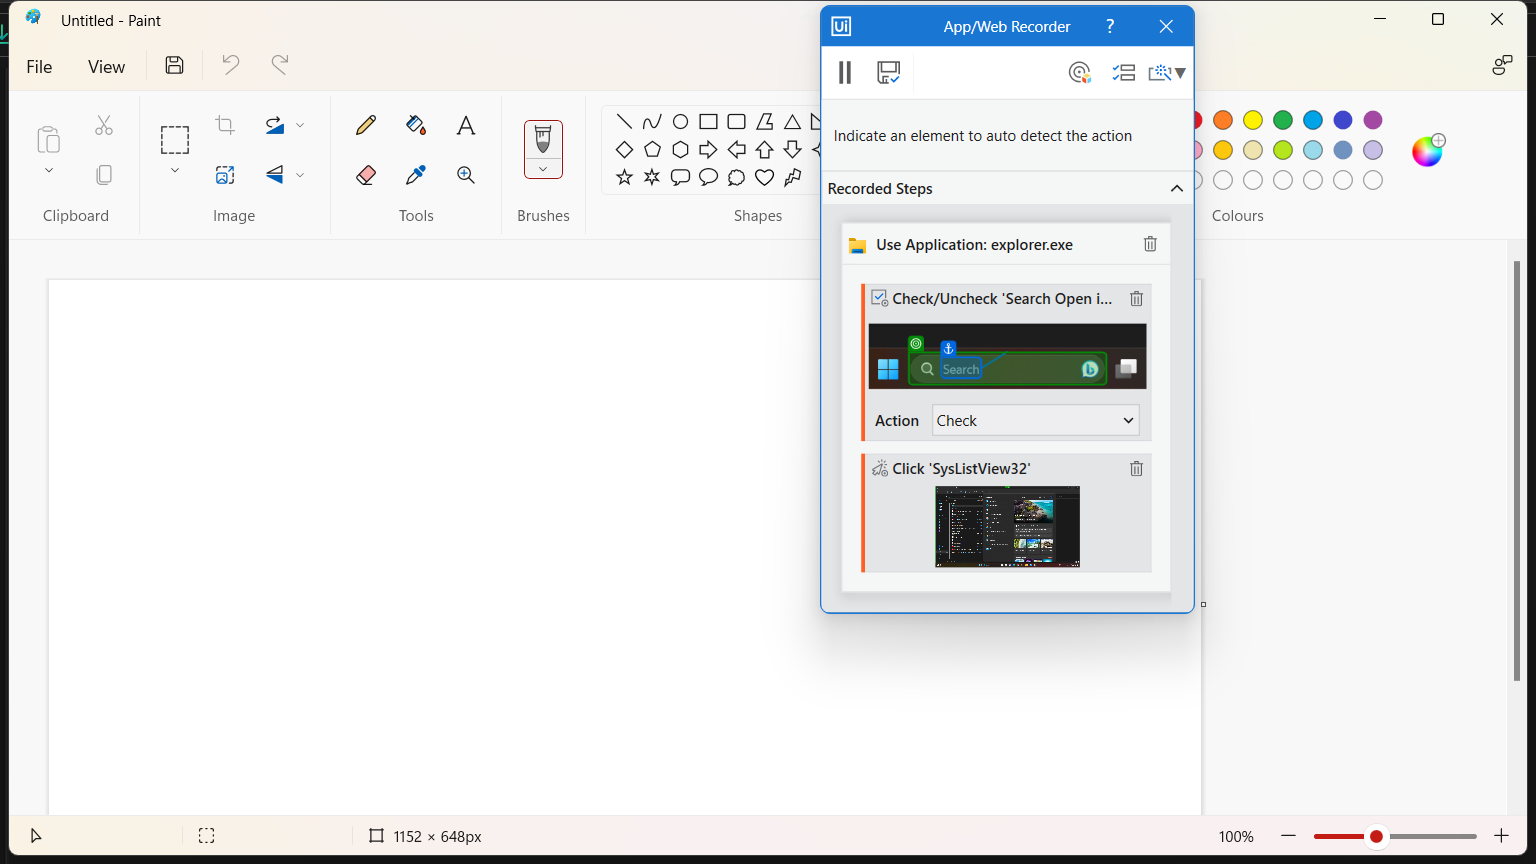 Untitled - Paint
File
View
Clipboard
Image
Tools
Brushes
Shapes
Colours
Ui
App/Web Recorder
?
Indicate an element to auto detect the action
Recorded Steps
Use Application: explorer.exe
Check/Uncheck 'Search Open i...
Search
Action
Check
Click 'SysListView32'
1152 × 648px
100%